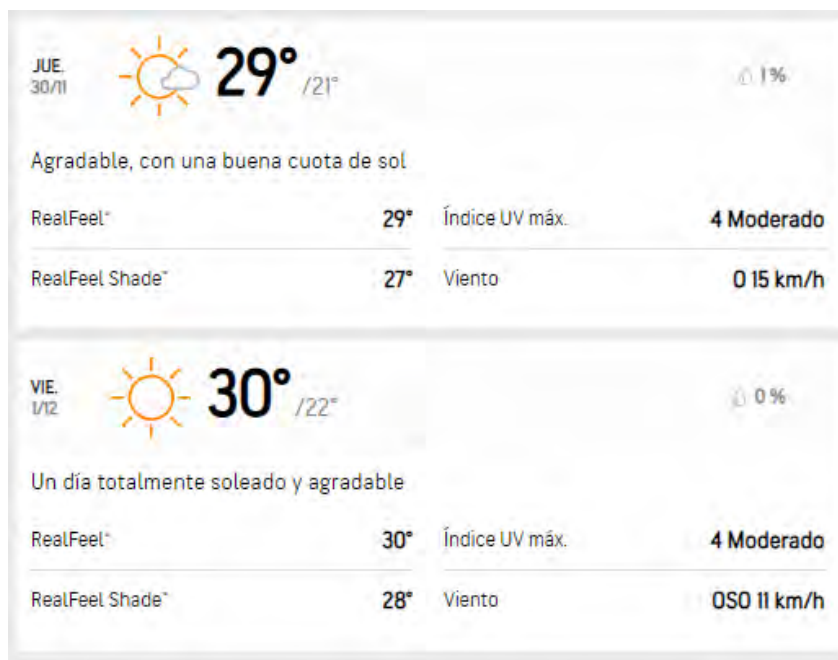 JUE.
30/11
29° /21°
1 %
Agradable, con una buena cuota de sol
RealFeel® 29° Índice UV máx. 4 Moderado
RealFeel Shade™ 27° Viento O 15 km/h
VIE.
1/12
30° /22°
0 %
Un día totalmente soleado y agradable
RealFeel® 30° Índice UV máx. 4 Moderado
RealFeel Shade™ 28° Viento OSO 11 km/h